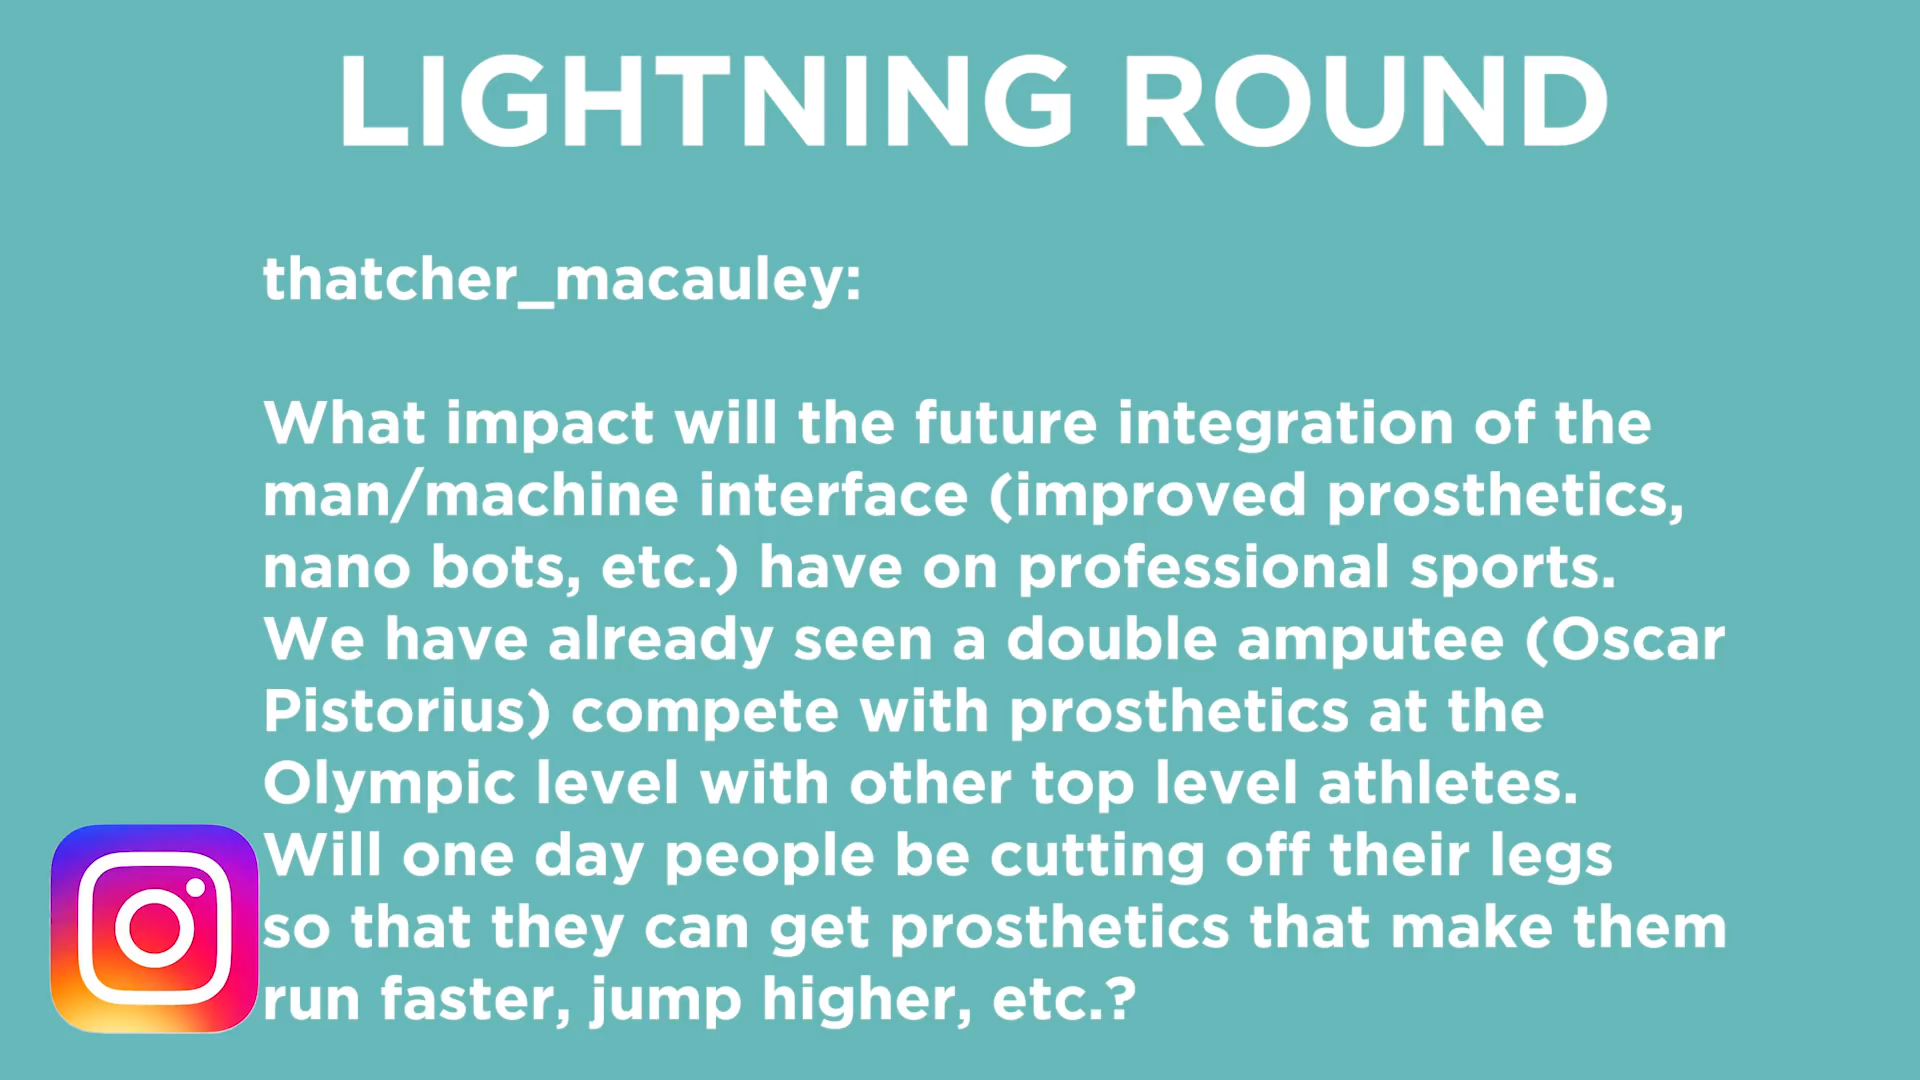 LIGHTNING ROUND
thatcher_macauley:
What impact will the future integration of the
man/machine interface (improved prosthetics,
nano bots, etc.) have on professional sports.
We have already seen a double amputee (Oscar
Pistorius) compete with prosthetics at the
Olympic level with other top level athletes.
Will one day people be cutting off their legs
so that they can get prosthetics that make them
run faster, jump higher, etc.?